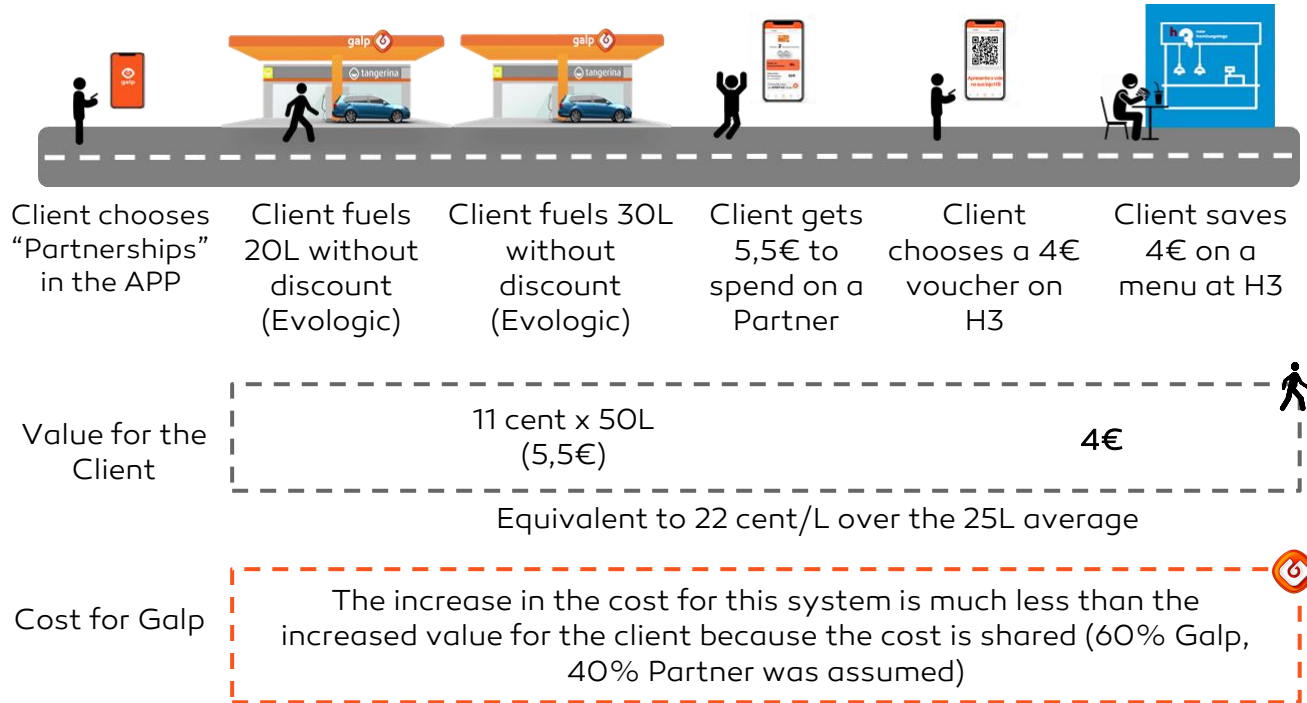 galp
tangerina
galp
tangerina
galp
h3
new
hamburgology
Client chooses
“Partnerships”
in the APP
Client fuels
20L without
discount
(Evologic)
Client fuels 30L
without
discount
(Evologic)
Client gets
5,5€ to
spend on a
Partner
Client
chooses a 4€
voucher on
H3
Client saves
4€ on a
menu at H3
Value for the
Client
11 cent x 50L
(5,5€)
4€
Equivalent to 22 cent/L over the 25L average
Cost for Galp
The increase in the cost for this system is much less than the
increased value for the client because the cost is shared (60% Galp,
40% Partner was assumed)